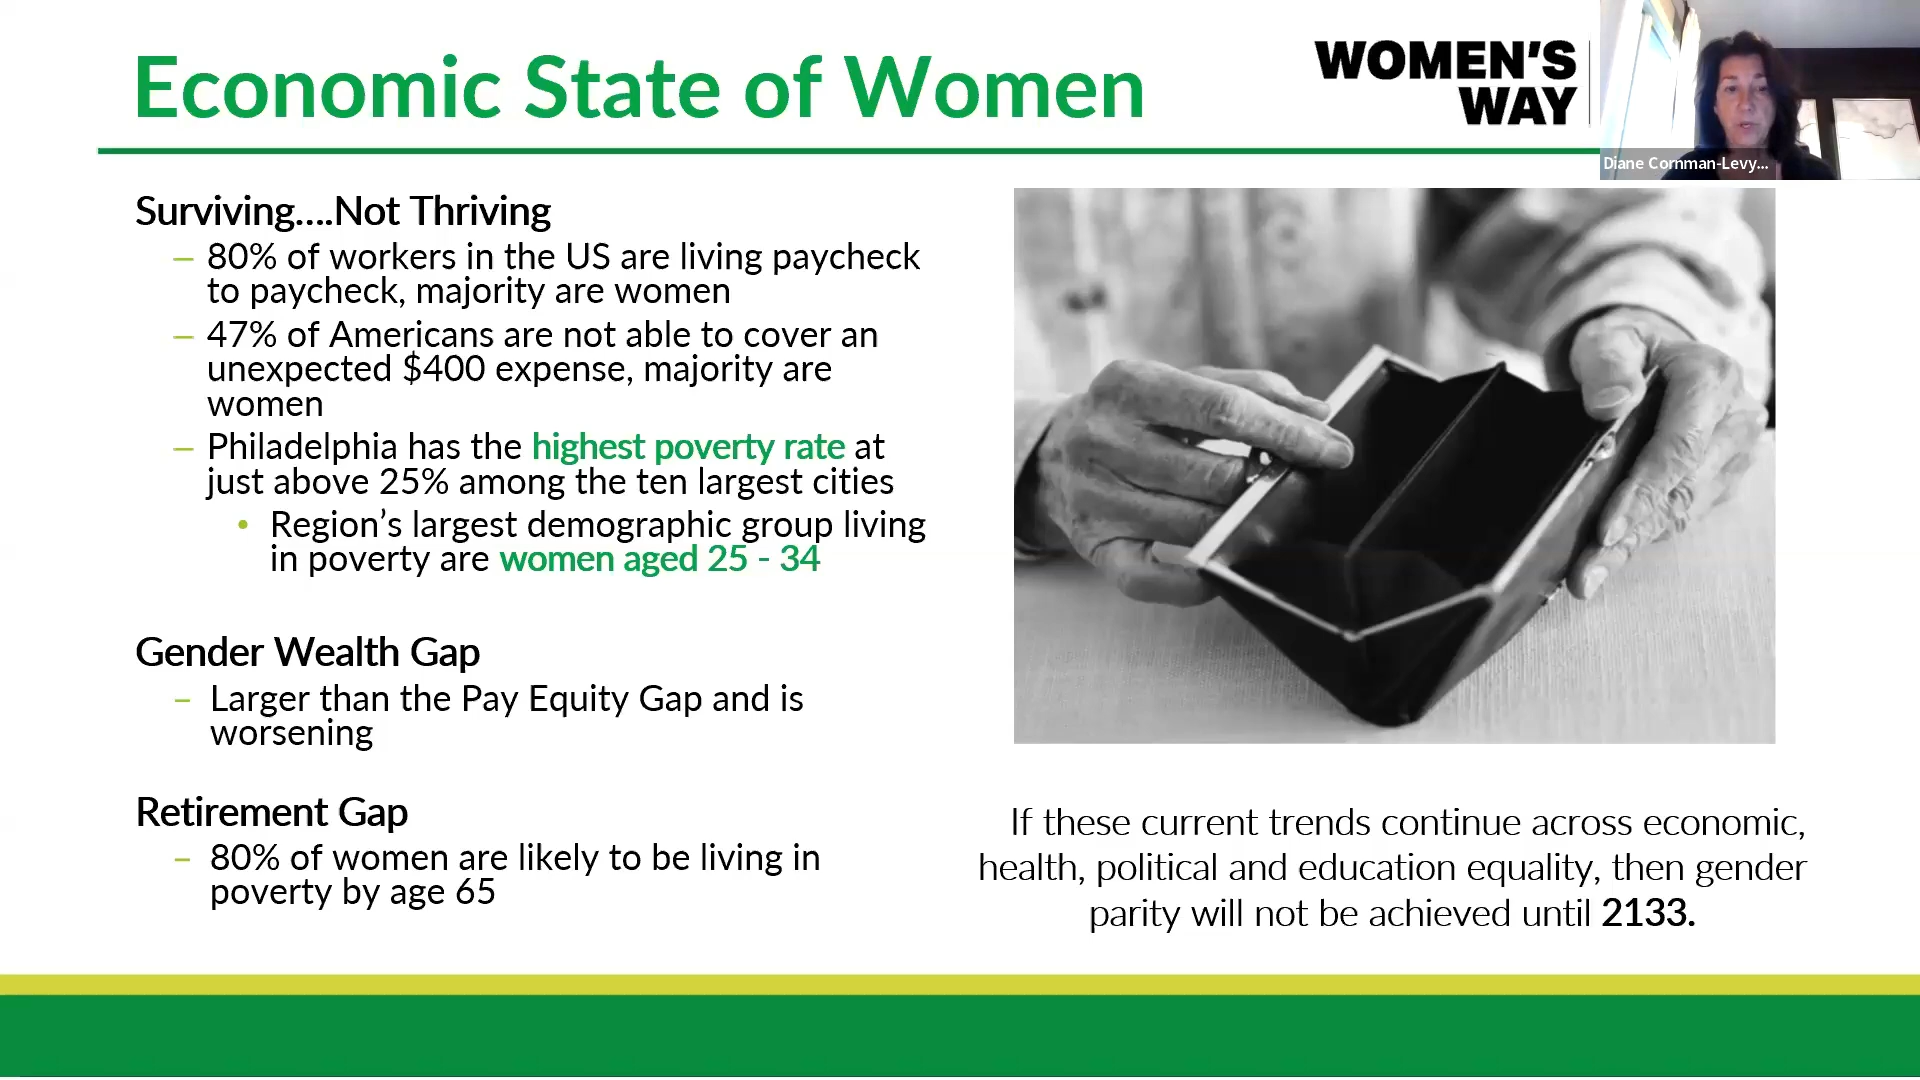 Economic State of Women
WOMEN'S
WAY
Diane Cornman-Levy...
Surviving....Not Thriving
– 80% of workers in the US are living paycheck
to paycheck, majority are women
– 47% of Americans are not able to cover an
unexpected $400 expense, majority are
women
– Philadelphia has the highest poverty rate at
just above 25% among the ten largest cities
• Region’s largest demographic group living
in poverty are women aged 25 - 34
Gender Wealth Gap
– Larger than the Pay Equity Gap and is
worsening
Retirement Gap
– 80% of women are likely to be living in
poverty by age 65
If these current trends continue across economic,
health, political and education equality, then gender
parity will not be achieved until 2133.